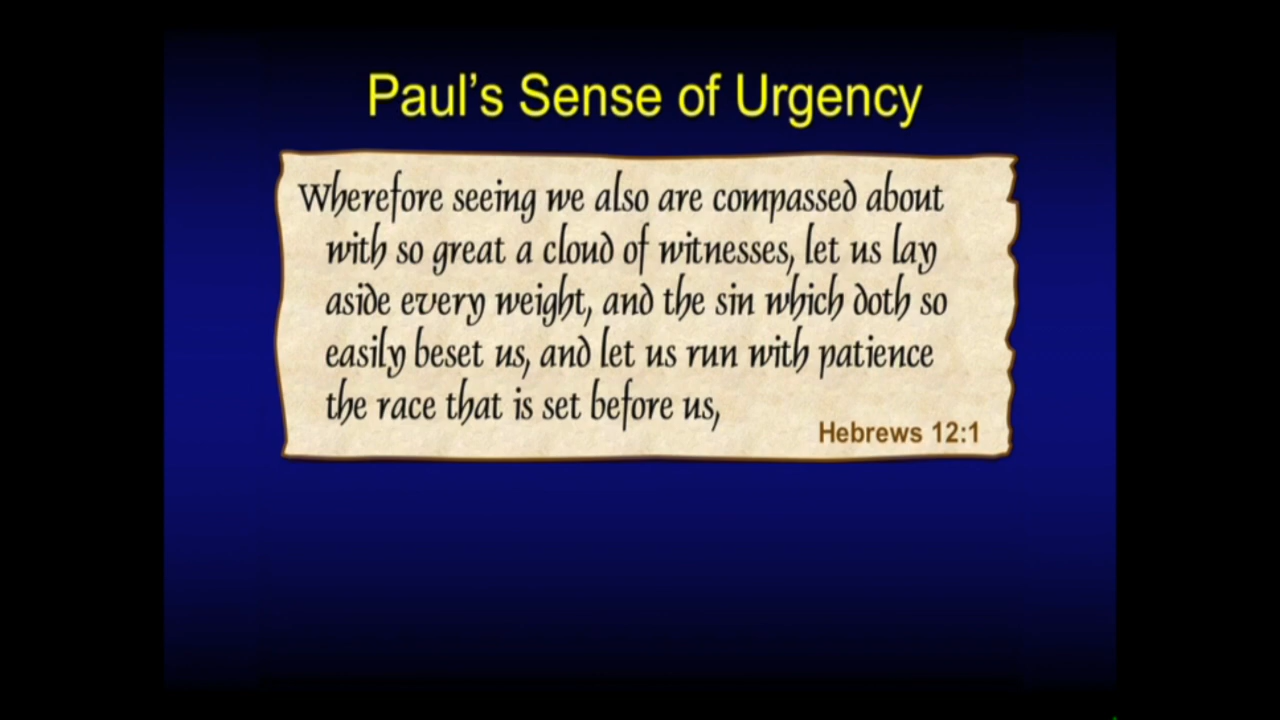 Paul’s Sense of Urgency
Wherefore seeing we also are compassed about
with so great a cloud of witnesses, let us lay
aside every weight, and the sin which doth so
easily beset us, and let us run with patience
the race that is set before us,
Hebrews 12:1